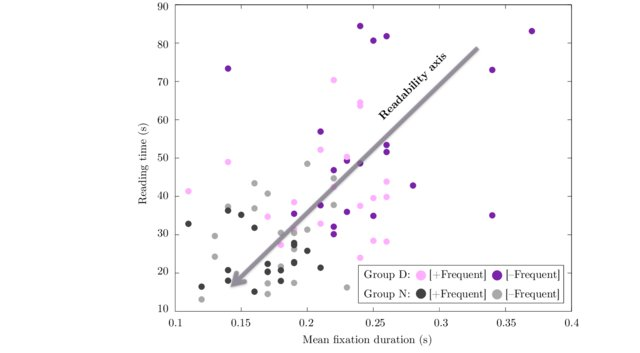 90
80
70
60
50
40
30
20
10
Reading time (s)
Readability axis
Group D: [+Frequent] [–Frequent]
Group N: [+Frequent] [–Frequent]
0.1 0.15 0.2 0.25 0.3 0.35 0.4
Mean fixation duration (s)